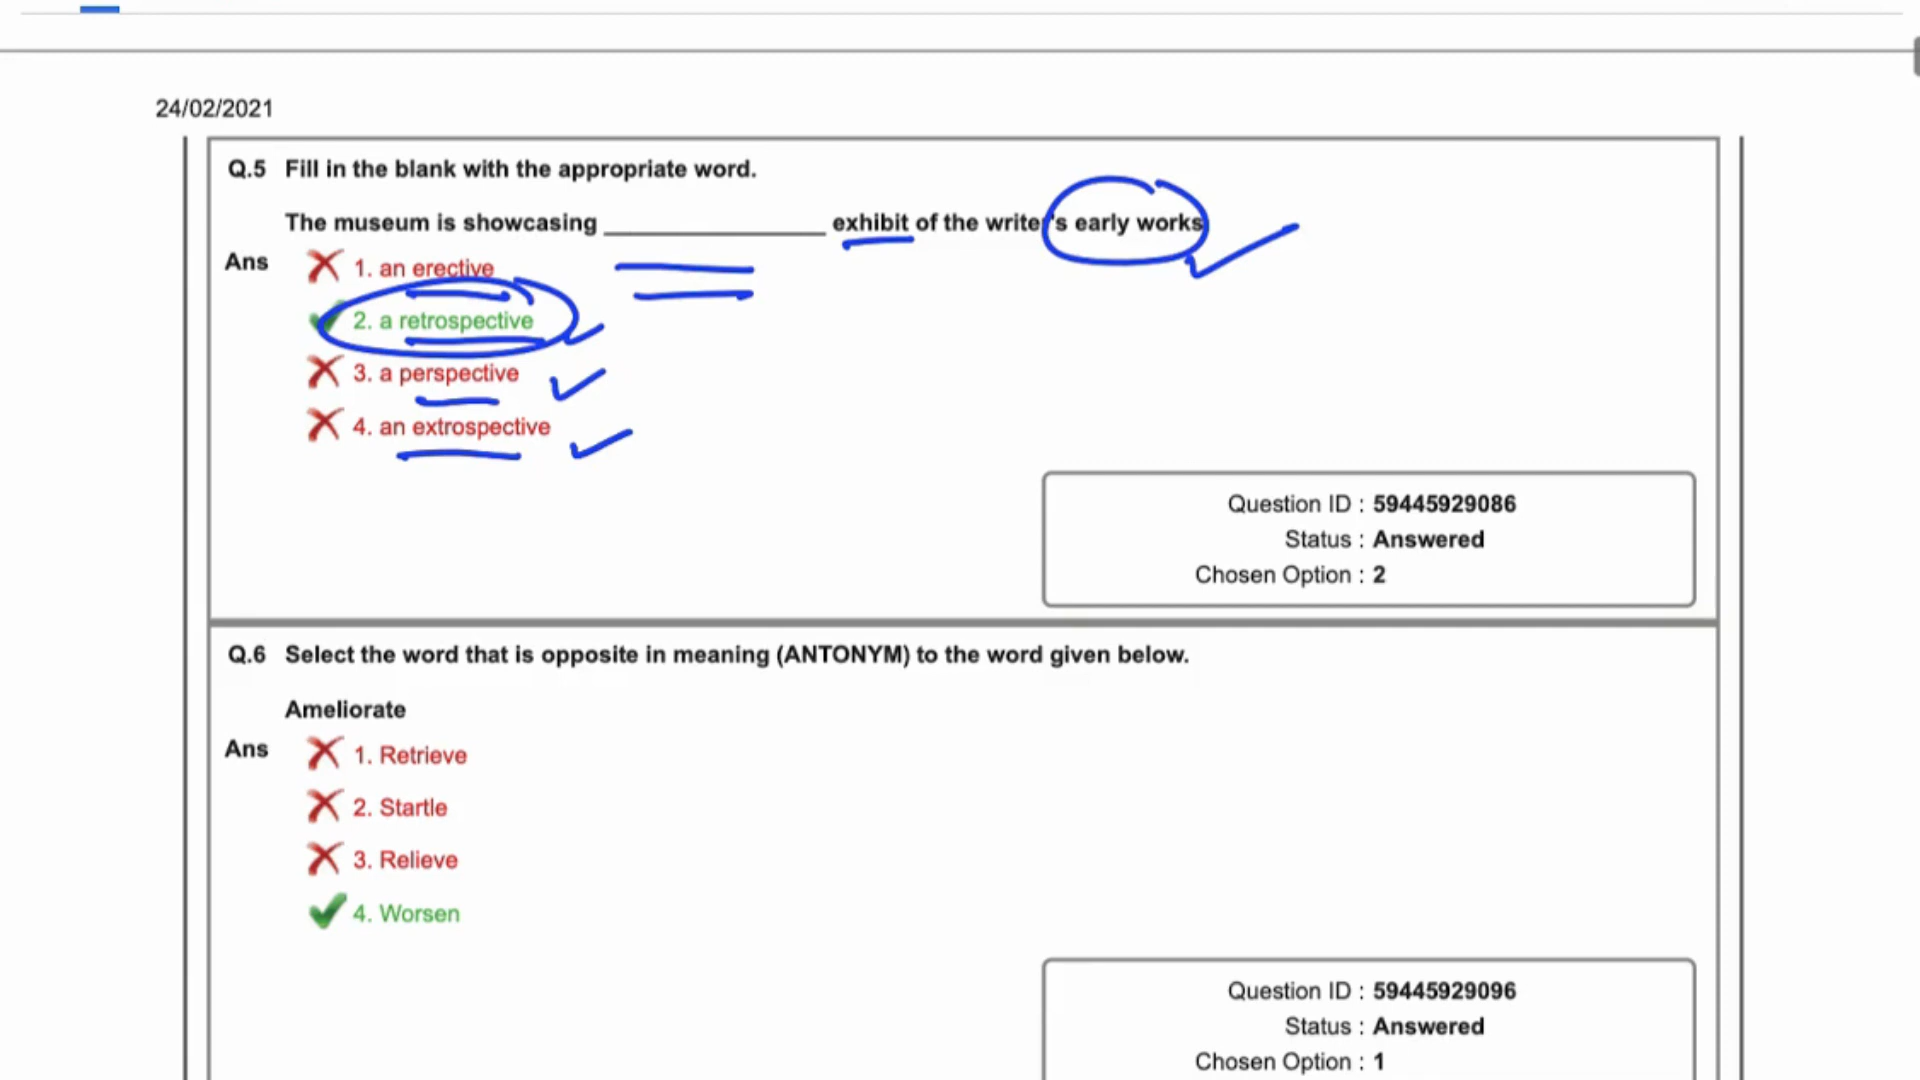 24/02/2021
Q.5 Fill in the blank with the appropriate word.
The museum is showcasing ________________ exhibit of the writer's early works
Ans 1. an erective
2. a retrospective
3. a perspective
4. an extrospective
Question ID : 59445929086
Status : Answered
Chosen Option : 2
Q.6 Select the word that is opposite in meaning (ANTONYM) to the word given below.
Ameliorate
Ans 1. Retrieve
2. Startle
3. Relieve
4. Worsen
Question ID : 59445929096
Status : Answered
Chosen Option : 1